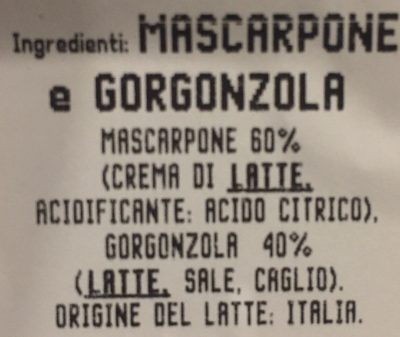 Ingredienti: MASCARPONE
e GORGONZOLA
MASCARPONE 60%
(CREMA DI LATTE,
ACIDIFICANTE: ACIDO CITRICO),
GORGONZOLA 40%
(LATTE, SALE, CAGLIO).
ORIGINE DEL LATTE: ITALIA.